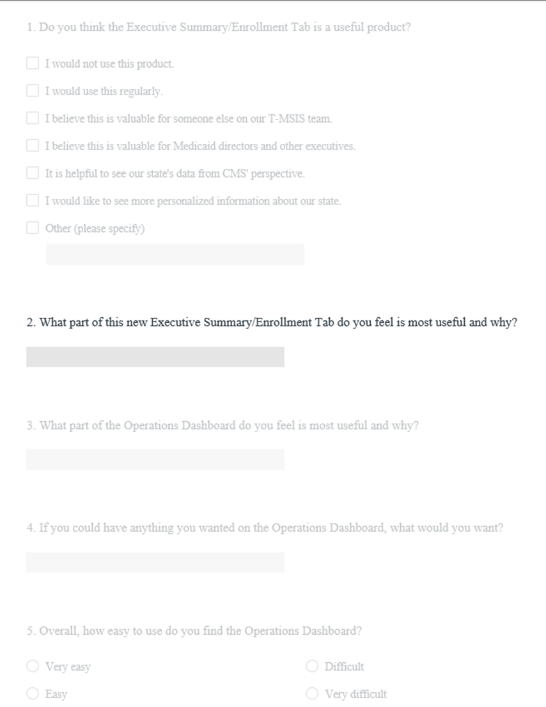 1. Do you think the Executive Summary/Enrollment Tab is a useful product?
I would not use this product.
I would use this regularly.
I believe this is valuable for someone else on our T-MSIS team.
I believe this is valuable for Medicaid directors and other executives.
It is helpful to see our state's data from CMS' perspective.
I would like to see more personalized information about our state.
Other (please specify)
2. What part of this new Executive Summary/Enrollment Tab do you feel is most useful and why?
3. What part of the Operations Dashboard do you feel is most useful and why?
4. If you could have anything you wanted on the Operations Dashboard, what would you want?
5. Overall, how easy to use do you find the Operations Dashboard?
Very easy
Difficult
Easy
Very difficult